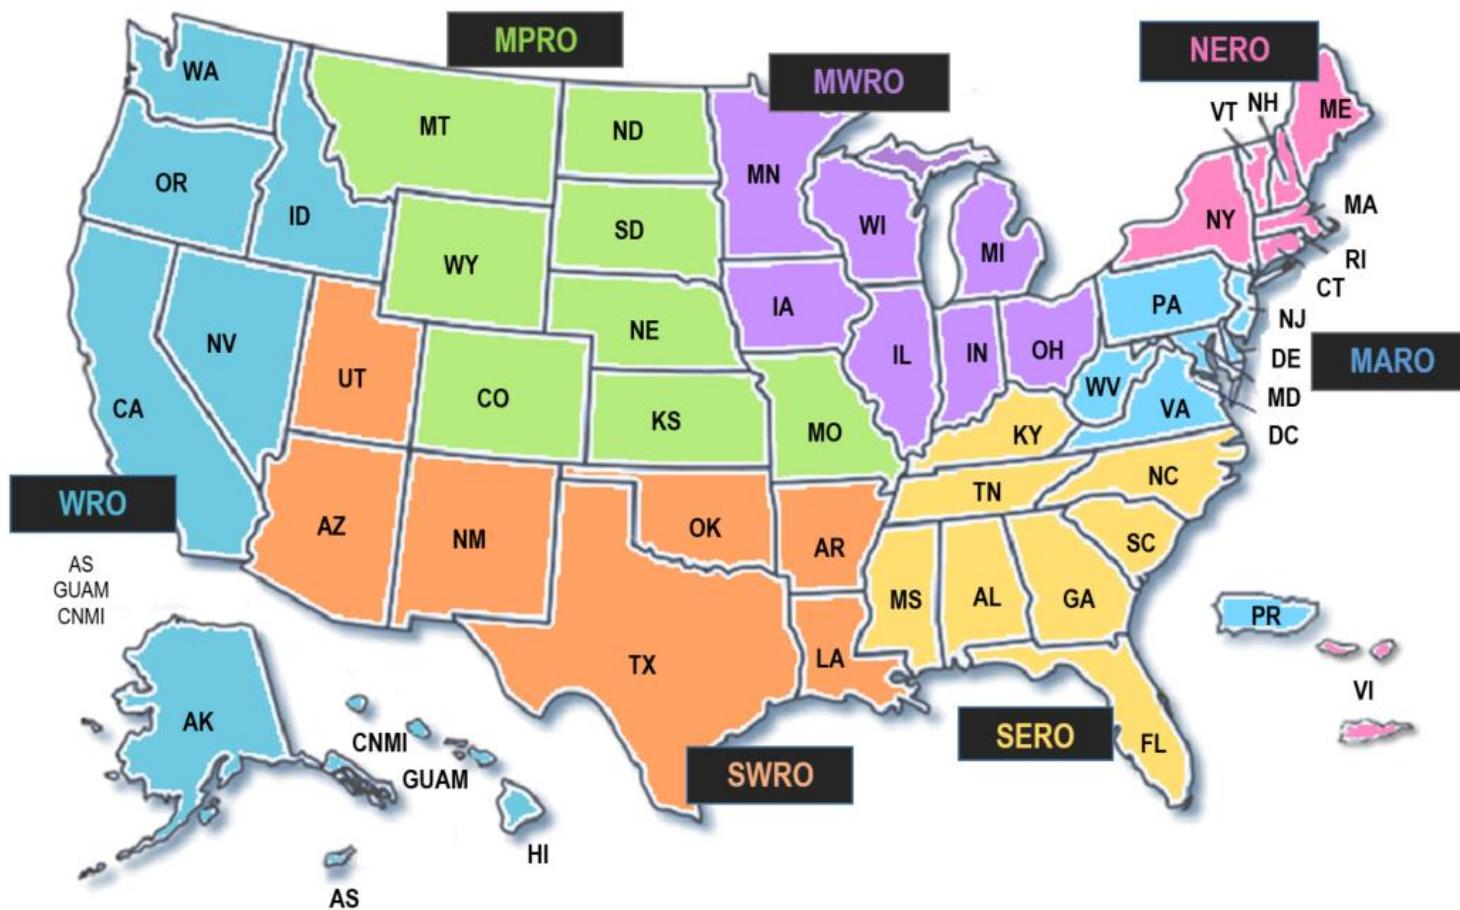 MPRO
MWRO
NERO
WA
MT
ND
MN
VT
NH
ME
OR
ID
SD
WI
MI
NY
MA
RI
CT
WY
NE
IA
PA
NJ
NV
UT
CO
KS
MO
IL
IN
OH
WV
VA
DE
MD
DC
MARO
CA
KY
TN
NC
WRO
AS
GUAM
CNMI
AZ
NM
OK
AR
SC
MS
AL
GA
PR
TX
LA
VI
AK
CNMI
GUAM
SWRO
SERO
FL
HI
AS